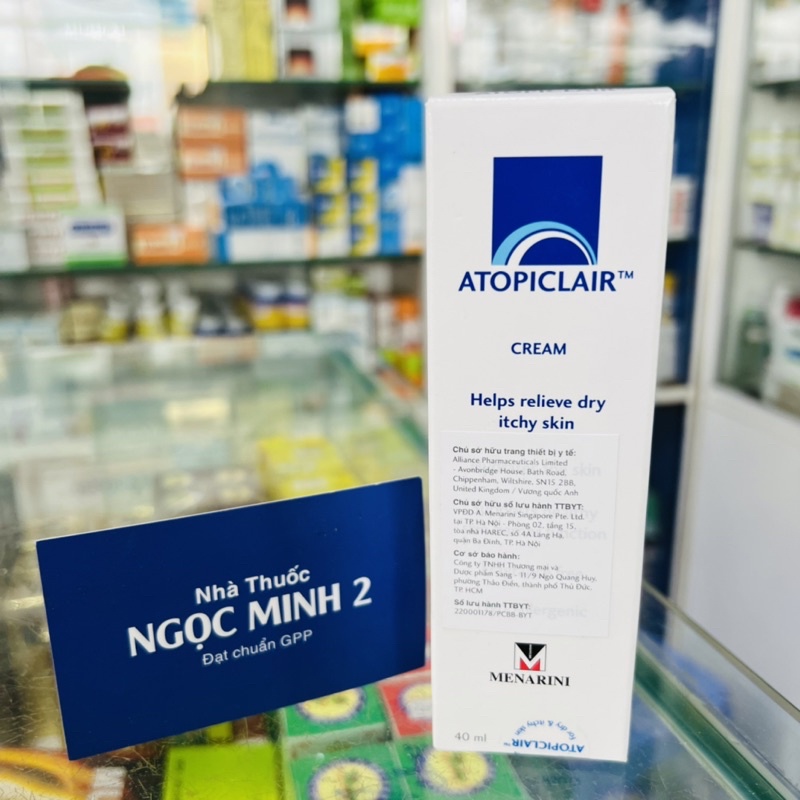 ATOPICLAIR™
CREAM
Helps relieve dry
itchy skin
Chủ sở hữu trang thiết bị y tế:
Alliance Pharmaceuticals Limited
- Avonbridge House, Bath Road,
Chippenham, Wiltshire, SN15 2BB,
United Kingdom / Vương quốc Anh
Chủ sở hữu số lưu hành TTBYT:
VPĐD A. Menarini Singapore Pte. Ltd.
tại TP. Hà Nội - Phòng 02, tầng 15,
tòa nhà HAREC, số 4A Láng Hạ,
quận Ba Đình, TP. Hà Nội
Cơ sở bảo hành:
Công ty TNHH Thương mại và
Dược phẩm Sang - 11/9 Ngô Quang Huy,
phường Thảo Điền, thành phố Thủ Đức,
TP. HCM
Số lưu hành TTBYT:
220001178/PCBB-BYT
MENARINI
40 ml
ATOPICLAIR™
for dry & itchy skin
Nhà Thuốc
NGỌC MINH 2
Đạt chuẩn GPP